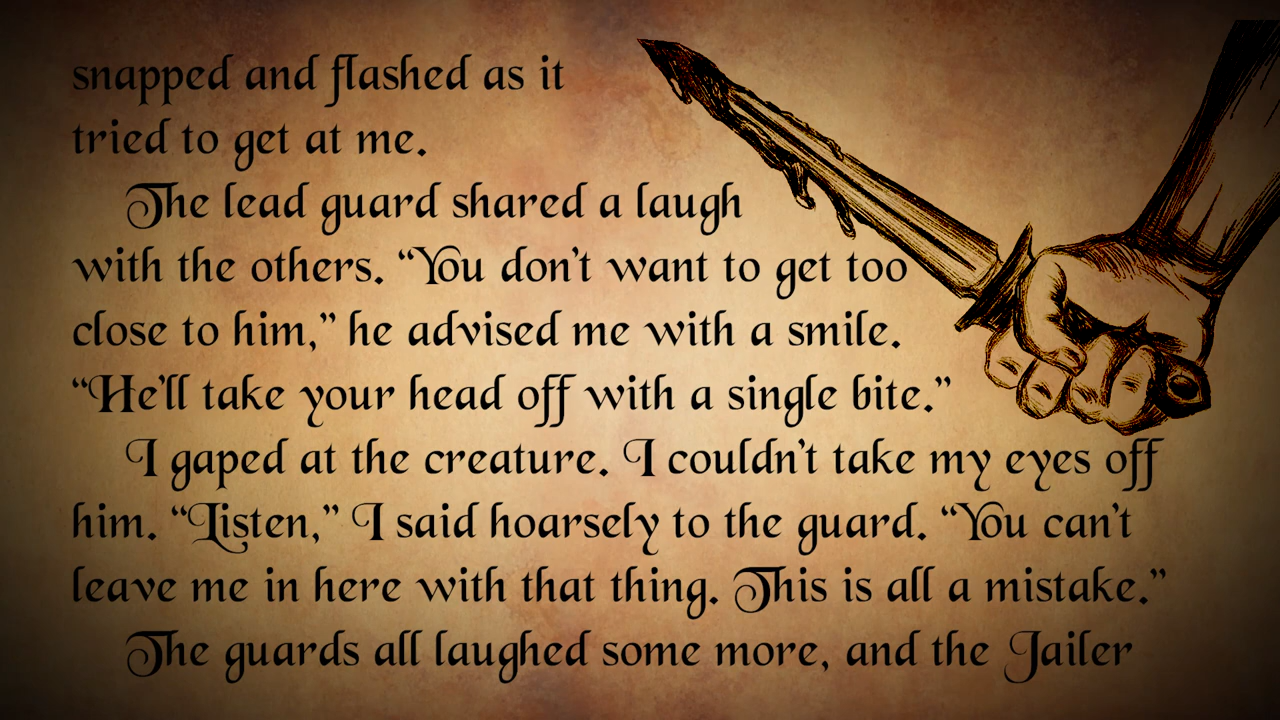 snapped and flashed as it
tried to get at me.
The lead guard shared a laugh
with the others. “You don’t want to get too
close to him,” he advised me with a smile.
“He’ll take your head off with a single bite.”
I gaped at the creature. I couldn’t take my eyes off
him. “Listen,” I said hoarsely to the guard. “You can’t
leave me in here with that thing. This is all a mistake.”
The guards all laughed some more, and the Jailer